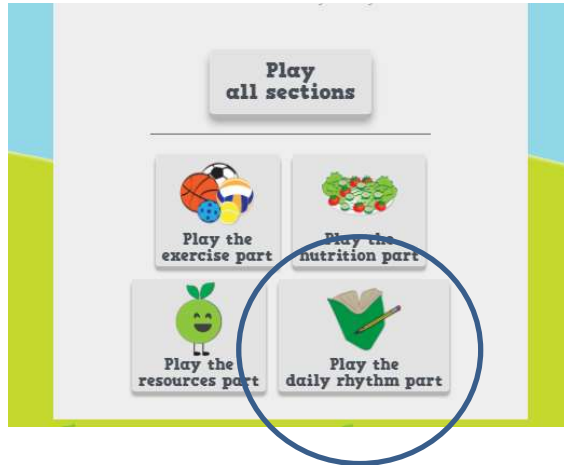 Play
all sections
Play the
exercise part
Play the
nutrition part
Play the
resources part
Play the
daily rhythm part